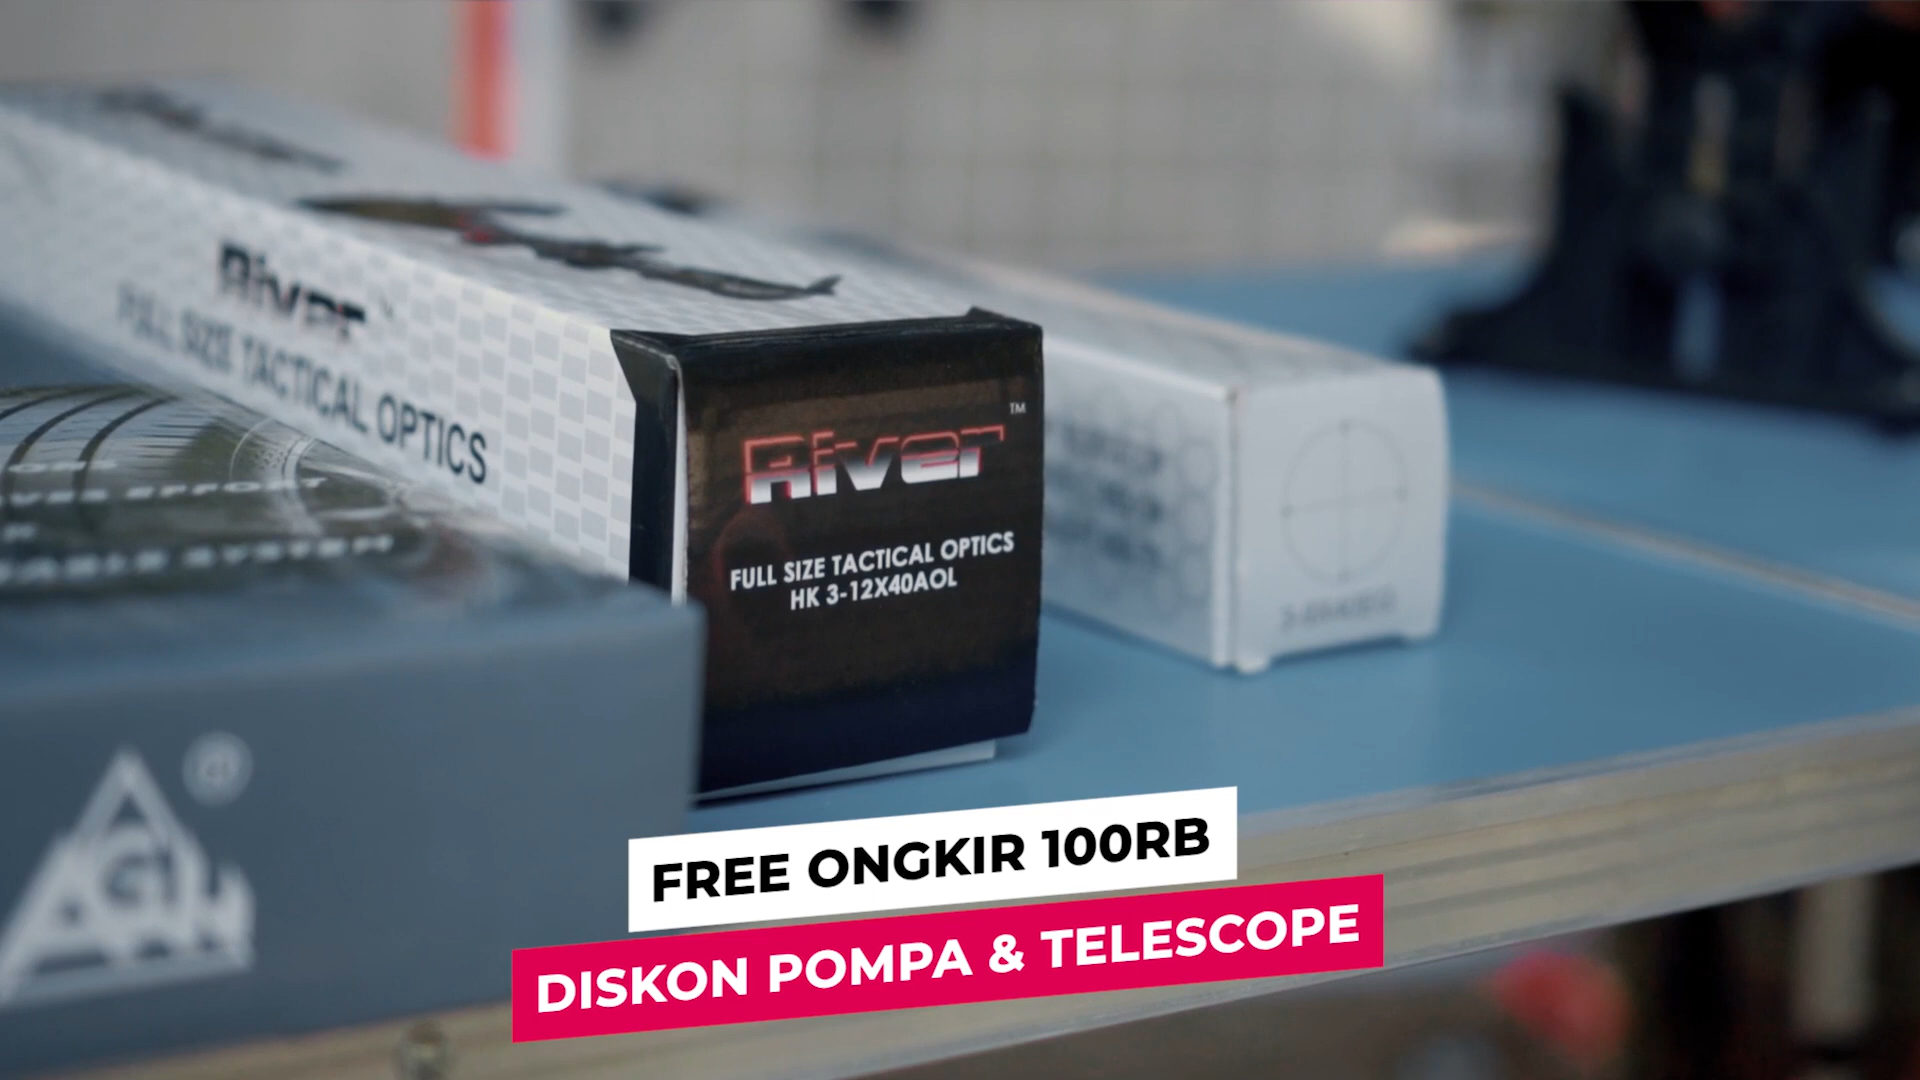 River
FULL SIZE TACTICAL OPTICS
River™
FULL SIZE TACTICAL OPTICS
HK 3-12X40AOL
FREE ONGKIR 100RB
DISKON POMPA & TELESCOPE